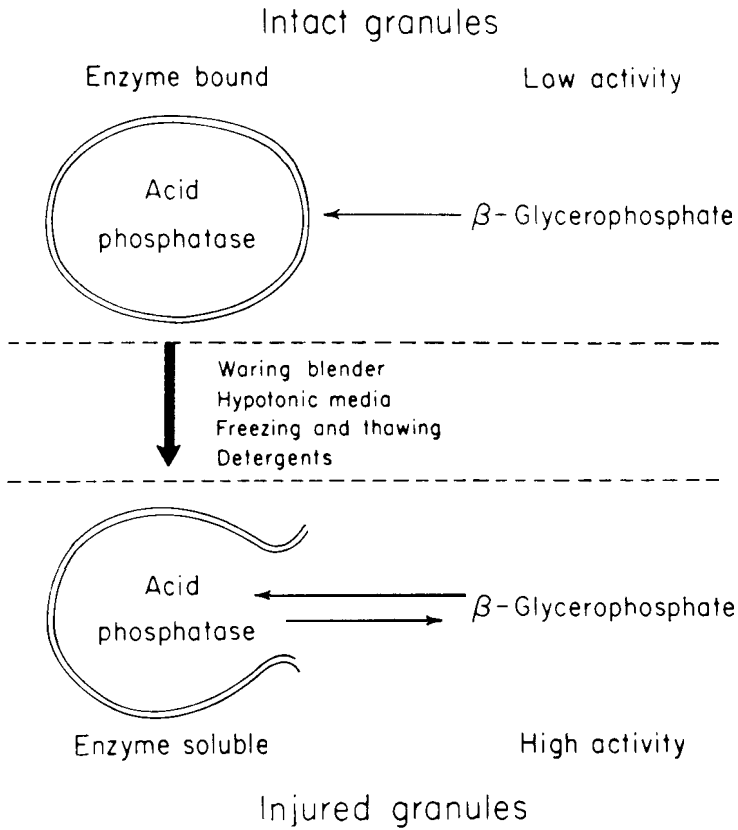 Intact granules
Enzyme bound
Low activity
Acid
phosphatase
β-Glycerophosphate
Waring blender
Hypotonic media
Freezing and thawing
Detergents
Acid
phosphatase
β-Glycerophosphate
Enzyme soluble
High activity
Injured granules